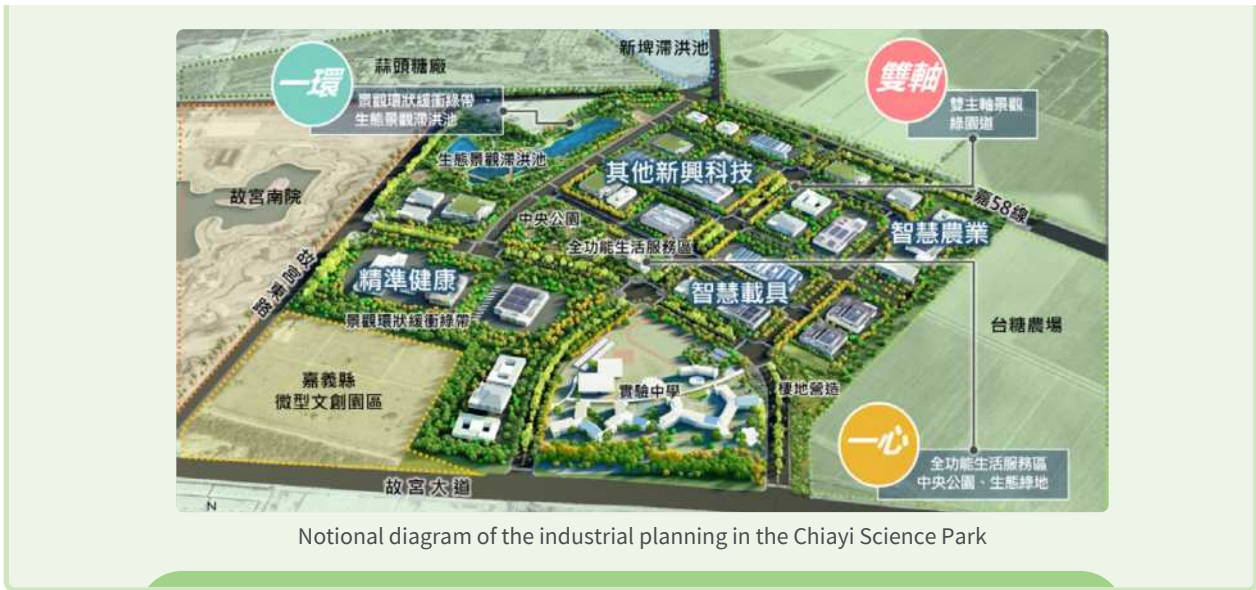 新埤滯洪池
一環
蒜頭糖廠
雙軸
景觀環狀緩衝綠帶、
生態景觀滯洪池
雙主軸景觀
綠園道
生態景觀滯洪池
其他新興科技
故宮南院
嘉58線
中央公園
智慧農業
全功能生活服務區
故宮東路
精準健康
智慧載具
景觀環狀緩衝綠帶
台糖農場
嘉義縣
微型文創園區
實驗中學
棲地營造
一心
全功能生活服務區
中央公園、生態綠地
故宮大道
N
Notional diagram of the industrial planning in the Chiayi Science Park